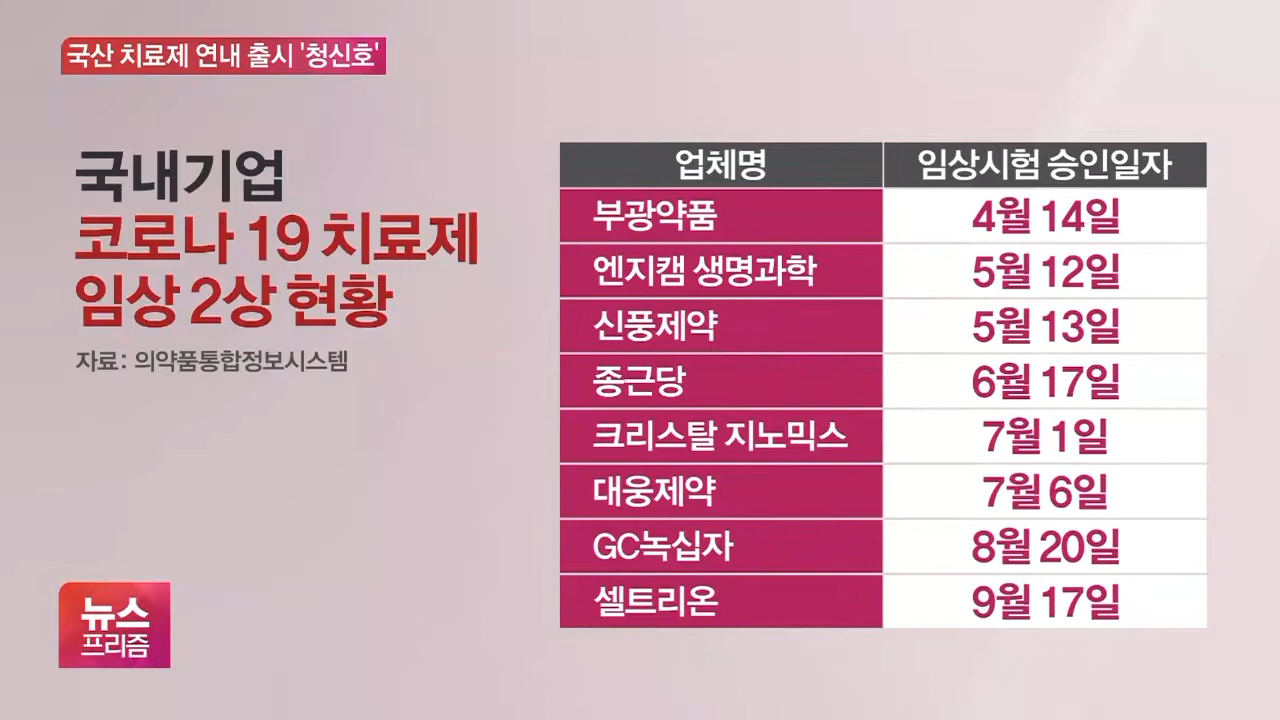 국산 치료제 연내 출시 '청신호'
국내기업
코로나 19 치료제
임상 2상 현황
자료: 의약품통합정보시스템
업체명 임상시험 승인일자
부광약품 4월 14일
엔지캠 생명과학 5월 12일
신풍제약 5월 13일
종근당 6월 17일
크리스탈 지노믹스 7월 1일
대웅제약 7월 6일
GC녹십자 8월 20일
셀트리온 9월 17일
뉴스
프리즘